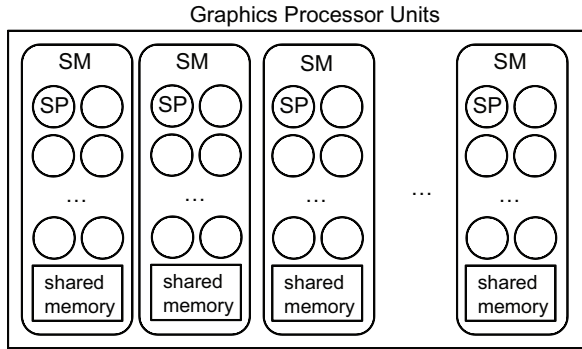 Graphics Processor Units
SM SM SM SM
SP SP SP SP
... ... ... ... ...
shared memory
shared memory
shared memory
shared memory